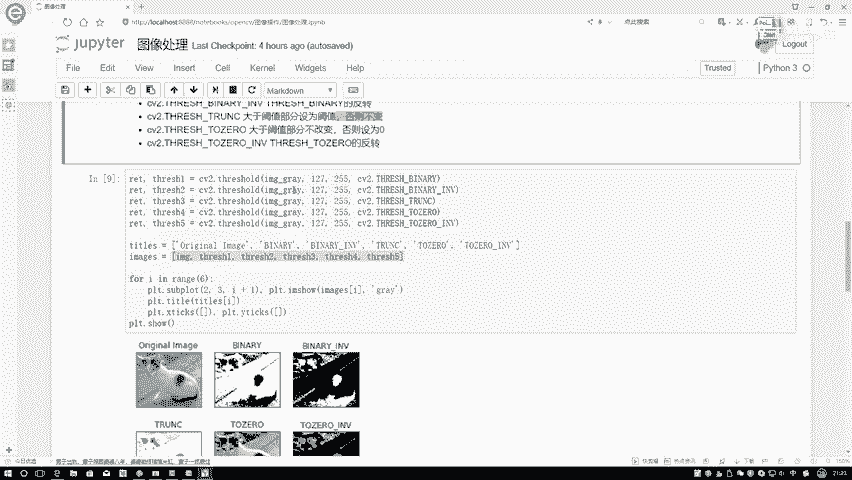 图像处理
http://localhost:8888/notebooks/opencv/图像操作/图像处理.ipynb
点此搜索
jupyter 图像处理 Last Checkpoint: 4 hours ago (autosaved)
Logout
File Edit View Insert Cell Kernel Widgets Help
Trusted
Python 3
Markdown
cv2.THRESH_BINARY_INV THRESH_BINARY的反转
cv2.THRESH_TRUNC 大于阈值部分设为阈值，否则不变
cv2.THRESH_TOZERO 大于阈值部分不改变，否则设为0
cv2.THRESH_TOZERO_INV THRESH_TOZERO的反转
In [9]:
ret, thresh1 = cv2.threshold(img_gray, 127, 255, cv2.THRESH_BINARY)
ret, thresh2 = cv2.threshold(img_gray, 127, 255, cv2.THRESH_BINARY_INV)
ret, thresh3 = cv2.threshold(img_gray, 127, 255, cv2.THRESH_TRUNC)
ret, thresh4 = cv2.threshold(img_gray, 127, 255, cv2.THRESH_TOZERO)
ret, thresh5 = cv2.threshold(img_gray, 127, 255, cv2.THRESH_TOZERO_INV)
titles = ['Original Image', 'BINARY', 'BINARY_INV', 'TRUNC', 'TOZERO', 'TOZERO_INV']
images = [img, thresh1, thresh2, thresh3, thresh4, thresh5]
for i in range(6):
plt.subplot(2, 3, i + 1), plt.imshow(images[i], 'gray')
plt.title(titles[i])
plt.xticks([]), plt.yticks([])
plt.show()
Original Image BINARY BINARY_INV
TRUNC TOZERO TOZERO_INV
21:21